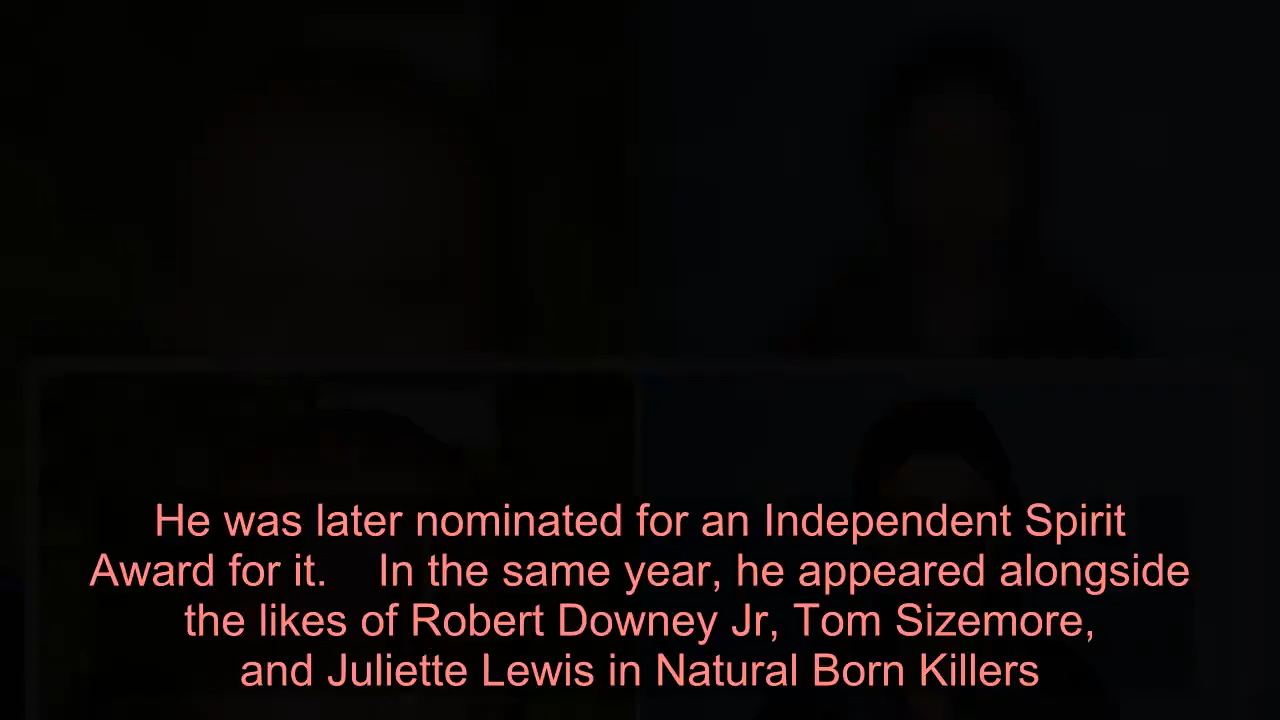 He was later nominated for an Independent Spirit
Award for it.    In the same year, he appeared alongside
the likes of Robert Downey Jr, Tom Sizemore,
and Juliette Lewis in Natural Born Killers